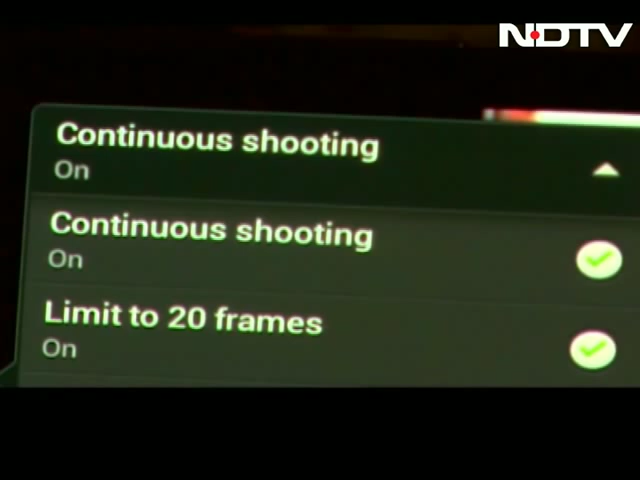 NDTV
Continuous shooting
On
Continuous shooting
On
Limit to 20 frames
On